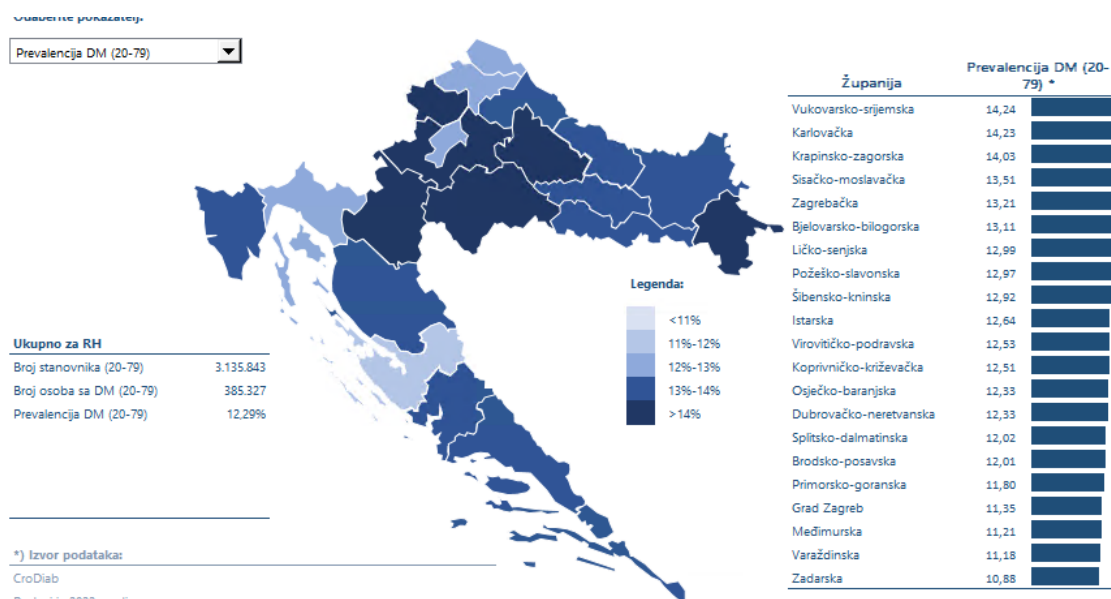 Odaberite pokazatelj:
Prevalencija DM (20-79)
Ukupno za RH
Broj stanovnika (20-79) 3.135.843
Broj osoba sa DM (20-79) 385.327
Prevalencija DM (20-79) 12,29%
*) Izvor podataka:
CroDiab
Legenda:
<11%
11%-12%
12%-13%
13%-14%
>14%
Županija Prevalencija DM (20-
79) *
Vukovarsko-srijemska 14,24
Karlovačka 14,23
Krapinsko-zagorska 14,03
Sisačko-moslavačka 13,51
Zagrebačka 13,21
Bjelovarsko-bilogorska 13,11
Ličko-senjska 12,99
Požeško-slavonska 12,97
Šibensko-kninska 12,92
Istarska 12,64
Virovitičko-podravska 12,53
Koprivničko-križevačka 12,51
Osječko-baranjska 12,33
Dubrovačko-neretvanska 12,33
Splitsko-dalmatinska 12,02
Brodsko-posavska 12,01
Primorsko-goranska 11,80
Grad Zagreb 11,35
Međimurska 11,21
Varaždinska 11,18
Zadarska 10,88